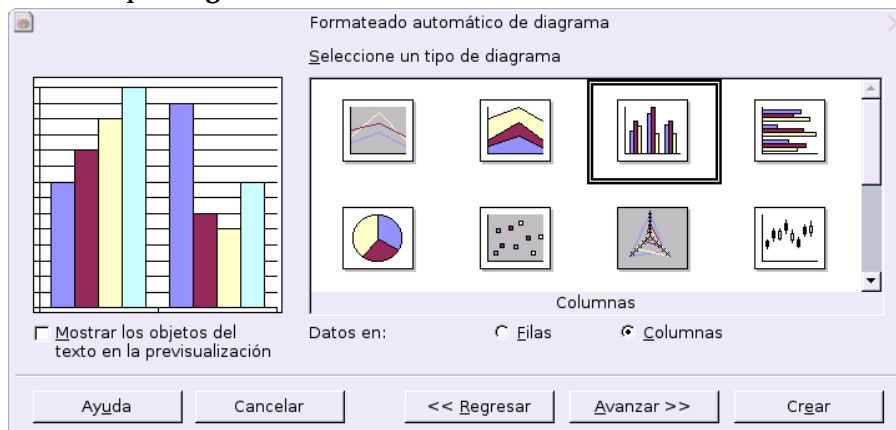 Formateado automático de diagrama
Seleccione un tipo de diagrama
Columnas
Mostrar los objetos del
texto en la previsualización
Datos en:
Filas
Columnas
Ayuda
Cancelar
<< Regresar
Avanzar >>
Crear